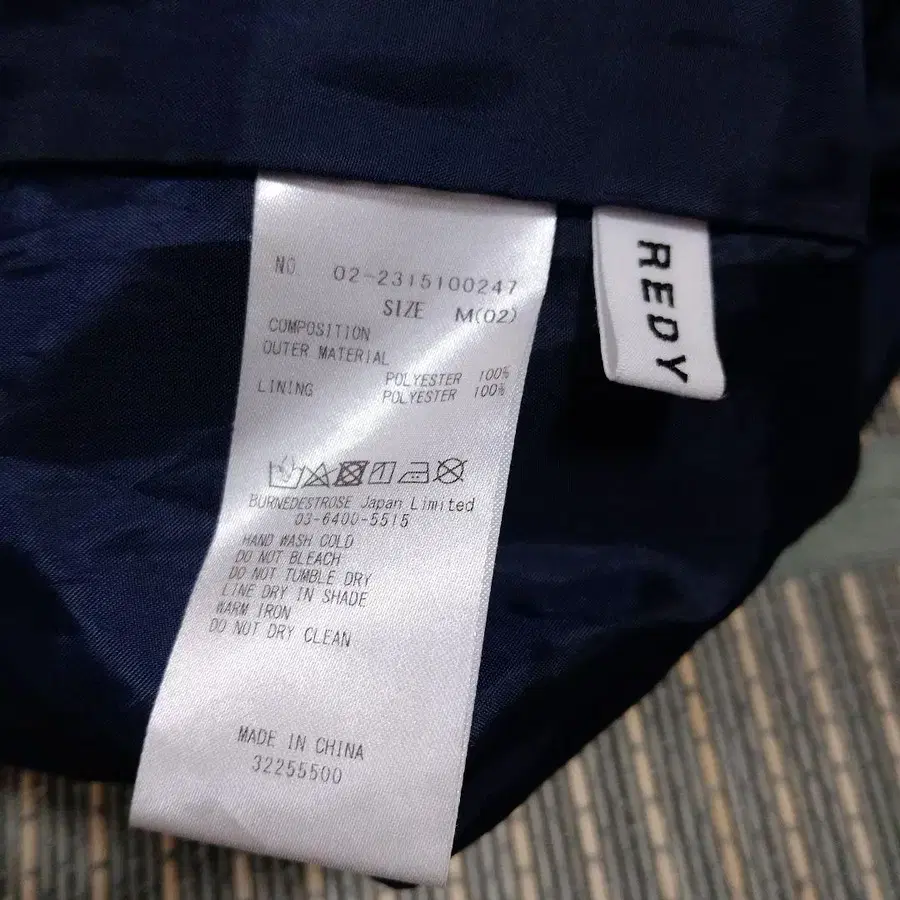 NO 02-2315100247
SIZE M(02)
COMPOSITION
OUTER MATERIAL
POLYESTER 100%
LINING POLYESTER 100%
BURNEDESTROSE Japan Limited
03-6400-5515
HAND WASH COLD
DO NOT BLEACH
DO NOT TUMBLE DRY
LINE DRY IN SHADE
WARM IRON
DO NOT DRY CLEAN
MADE IN CHINA
32255500
REDY